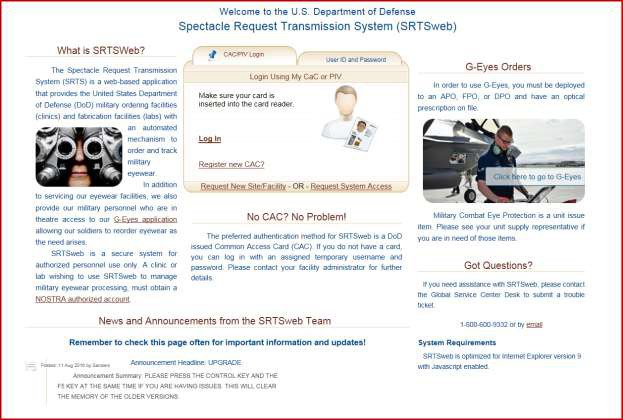 Welcome to the U.S. Department of Defense
Spectacle Request Transmission System (SRTSweb)
What is SRTSWeb?
The Spectacle Request Transmission
System (SRTS) is a web-based application
that provides the United States Department
of Defense (DoD) military ordering facilities
(clinics) and fabrication facilities (labs) with
an automated
mechanism to
order and track
military
eyewear.
In addition
to servicing our eyewear facilities, we also
provide our military personnel who are in
theatre access to our G-Eyes application
allowing our soldiers to reorder eyewear as
the need arises.
SRTSweb is a secure system for
authorized personnel use only. A clinic or
lab wishing to use SRTSweb to manage
military eyewear processing, must obtain a
NOSTRA authorized account.
CAC/PIV Login
User ID and Password
Login Using My CaC or PIV
Make sure your card is
inserted into the card reader.
Log In
Register new CAC?
Request New Site/Facility - OR - Request System Access
No CAC? No Problem!
The preferred authentication method for SRTSweb is a DoD
issued Common Access Card (CAC). If you do not have a card,
you can log in with an assigned temporary username and
password. Please contact your facility administrator for further
details.
G-Eyes Orders
In order to use G-Eyes, you must be deployed
to an APO, FPO, or DPO and have an optical
prescription on file.
Click here to go to G-Eyes
Military Combat Eye Protection is a unit issue
item. Please see your unit supply representative if
you are in need of those items.
Got Questions?
If you need assistance with SRTSweb, please contact
the Global Service Center Desk to submit a trouble
ticket.
1-800-600-9332 or by email
System Requirements
SRTSweb is optimized for Internet Explorer version 9
with Javascript enabled.
News and Announcements from the SRTSweb Team
Remember to check this page often for important information and updates!
Announcement Headline: UPGRADE
Posted: 11 Aug 2016 by Sanders
Announcement Summary: PLEASE PRESS THE CONTROL KEY AND THE
F5 KEY AT THE SAME TIME IF YOU ARE HAVING ISSUES. THIS WILL CLEAR
THE MEMORY OF THE OLDER VERSIONS.